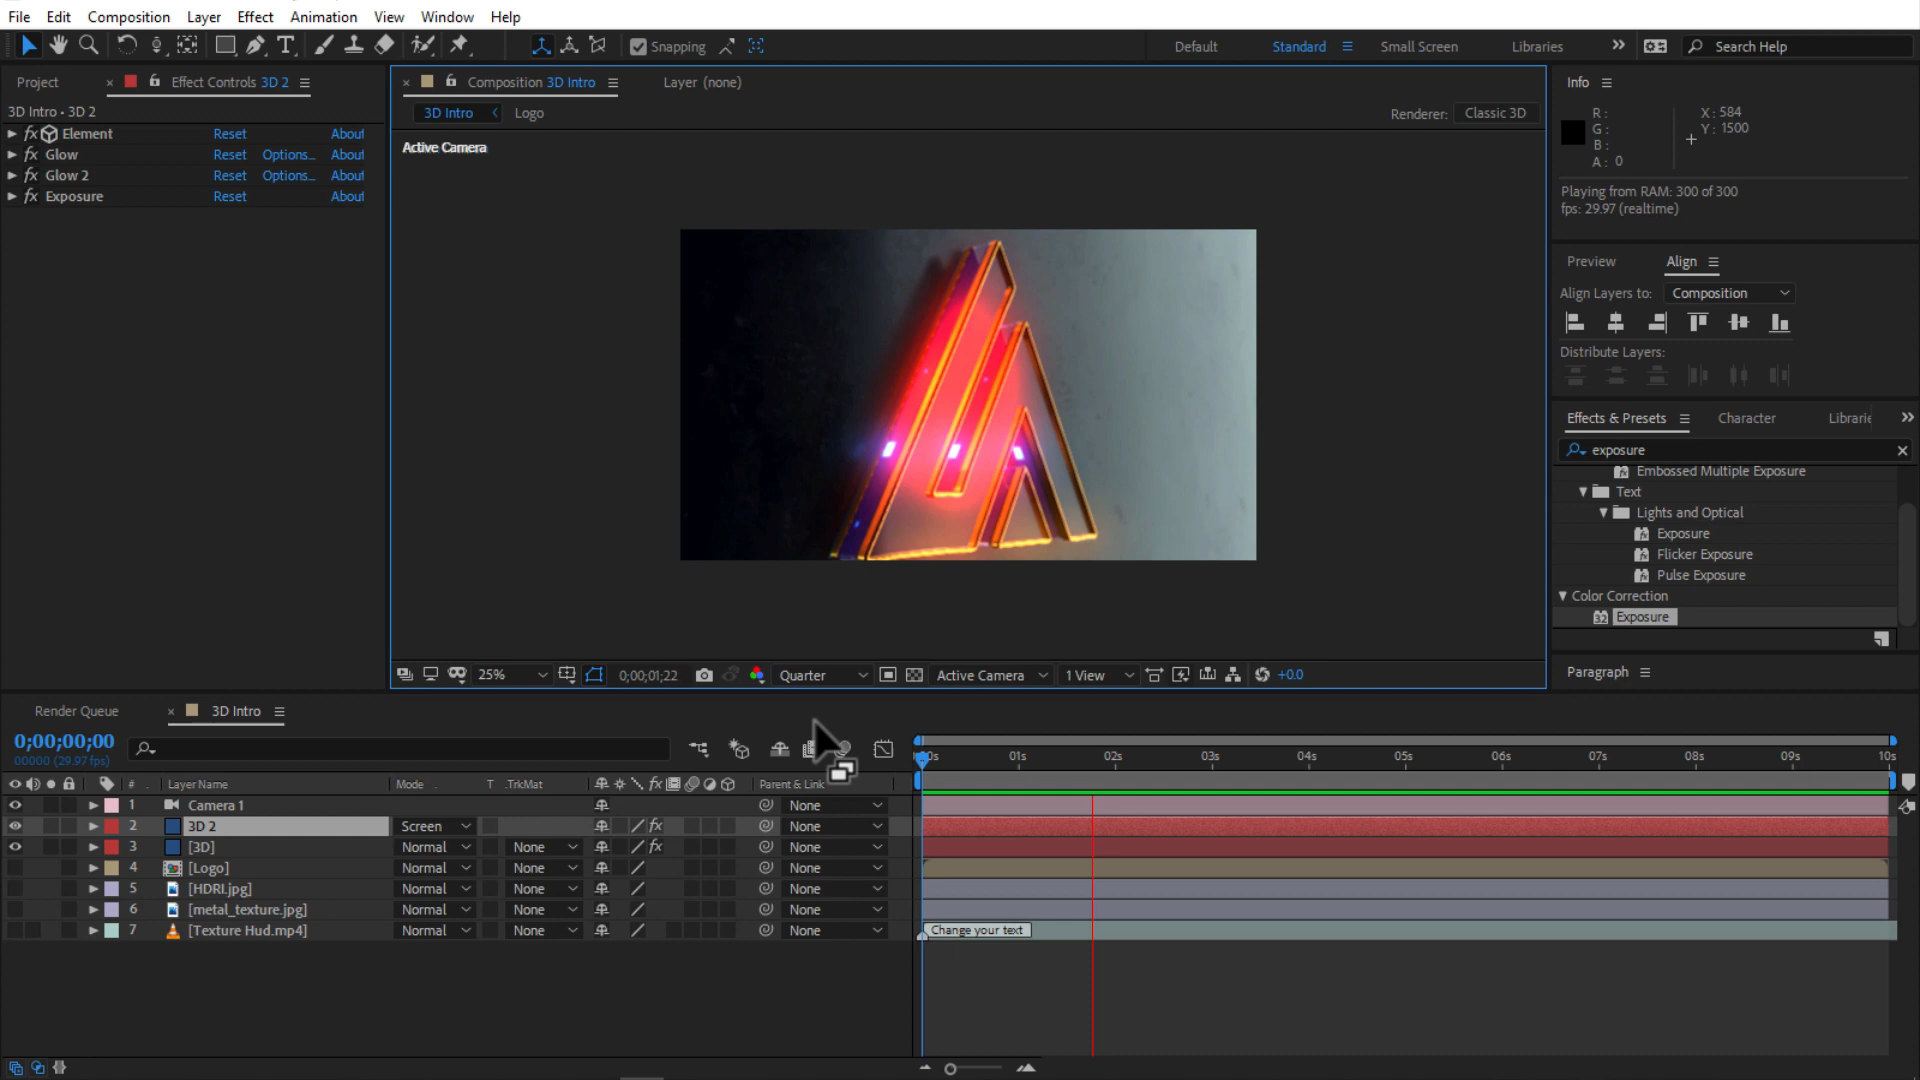 File Edit Composition Layer Effect Animation View Window Help
Snapping Default Standard Small Screen Libraries Search Help
Project Effect Controls 3D 2 Composition 3D Intro Layer (none) Info
3D Intro • 3D 2
3D Intro Logo Renderer: Classic 3D
Element Reset About
Glow Reset Options... About
Glow 2 Reset Options... About
Exposure Reset About
Active Camera
R:
G:
B:
A: 0
X: 584
Y: 1500
Playing from RAM: 300 of 300
fps: 29.97 (realtime)
Preview Align
Align Layers to: Composition
Distribute Layers:
Effects & Presets Character Librarie
exposure
Embossed Multiple Exposure
Text
Lights and Optical
Exposure
Flicker Exposure
Pulse Exposure
Color Correction
32 Exposure
Paragraph
25% 0;00;01;22 Quarter Active Camera 1 View +0.0
Render Queue 3D Intro
0;00;00;00
00000 (29.97 fps)
01s 02s 03s 04s 05s 06s 07s 08s 09s 10s
# Layer Name Mode T .TrkMat fx Parent & Link
1 Camera 1 None
2 3D 2 Screen fx None
3 [3D] Normal None fx None
4 [Logo] Normal None None
5 [HDRI.jpg] Normal None None
6 [metal_texture.jpg] Normal None None
7 [Texture Hud.mp4] Normal None None Change your text